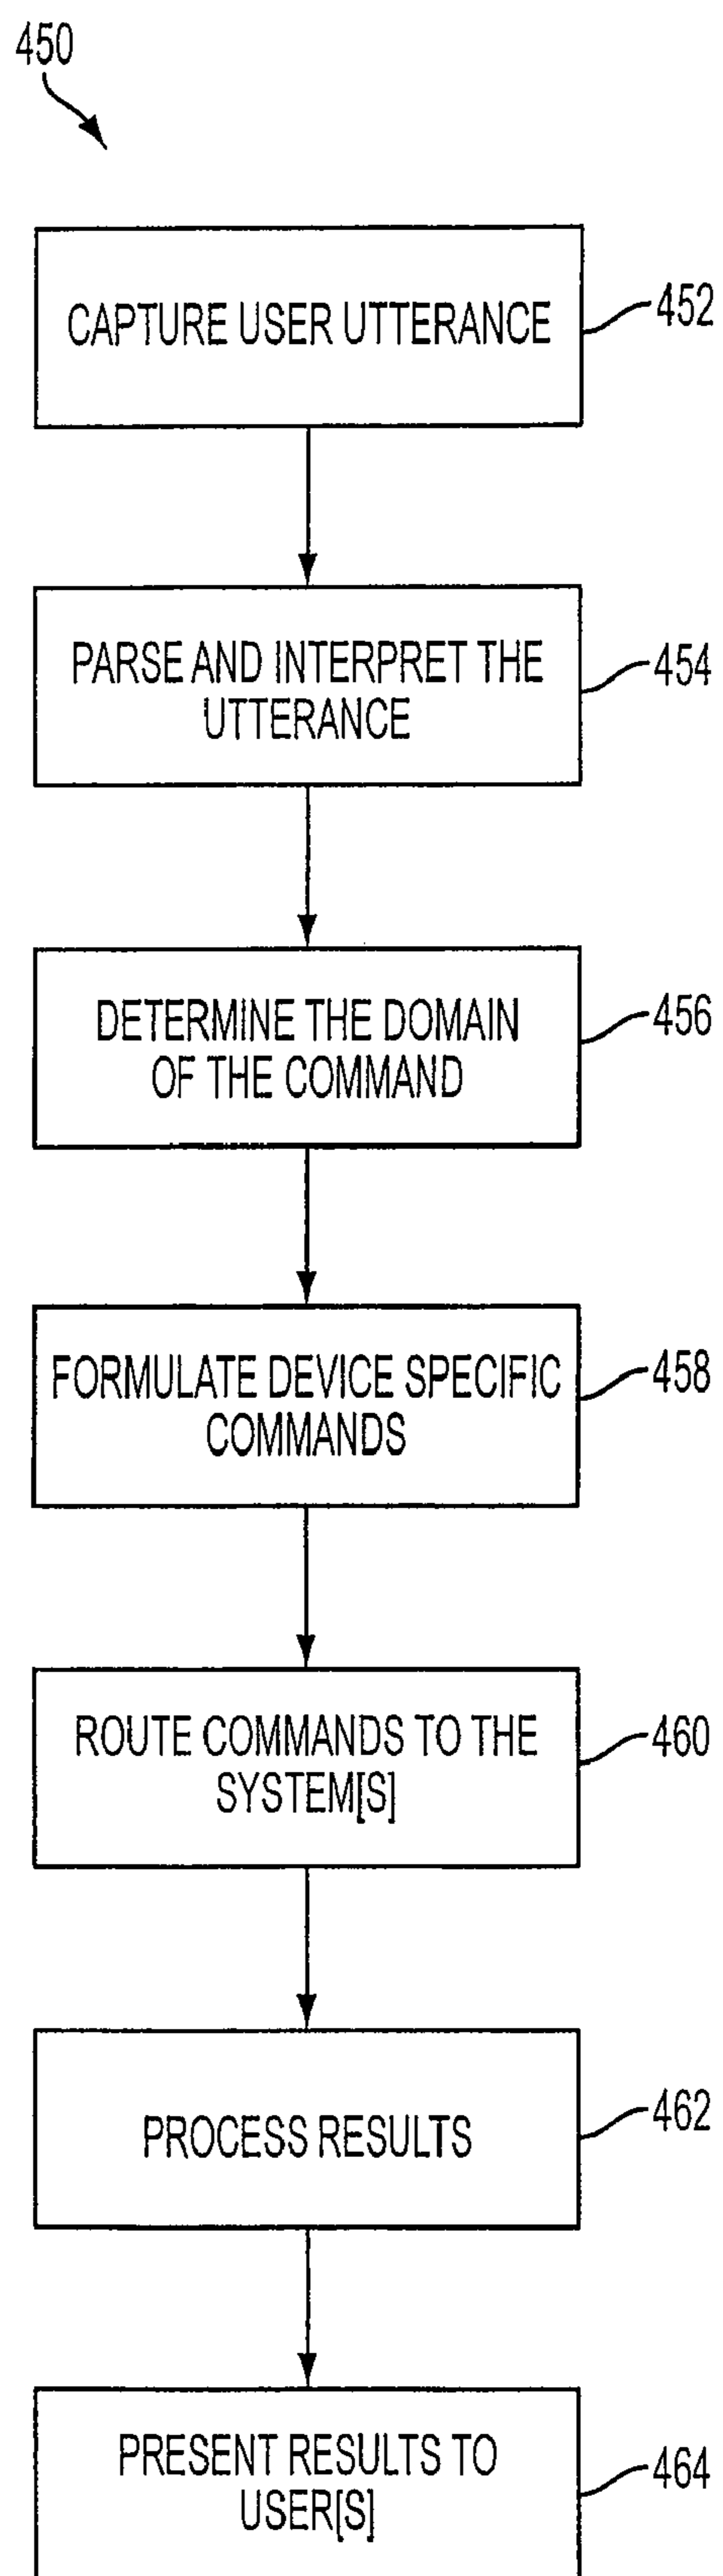 450
CAPTURE USER UTTERANCE
452
PARSE AND INTERPRET THE
UTTERANCE
454
DETERMINE THE DOMAIN
OF THE COMMAND
456
FORMULATE DEVICE SPECIFIC
COMMANDS
458
ROUTE COMMANDS TO THE
SYSTEM[S]
460
PROCESS RESULTS
462
PRESENT RESULTS TO
USER[S]
464